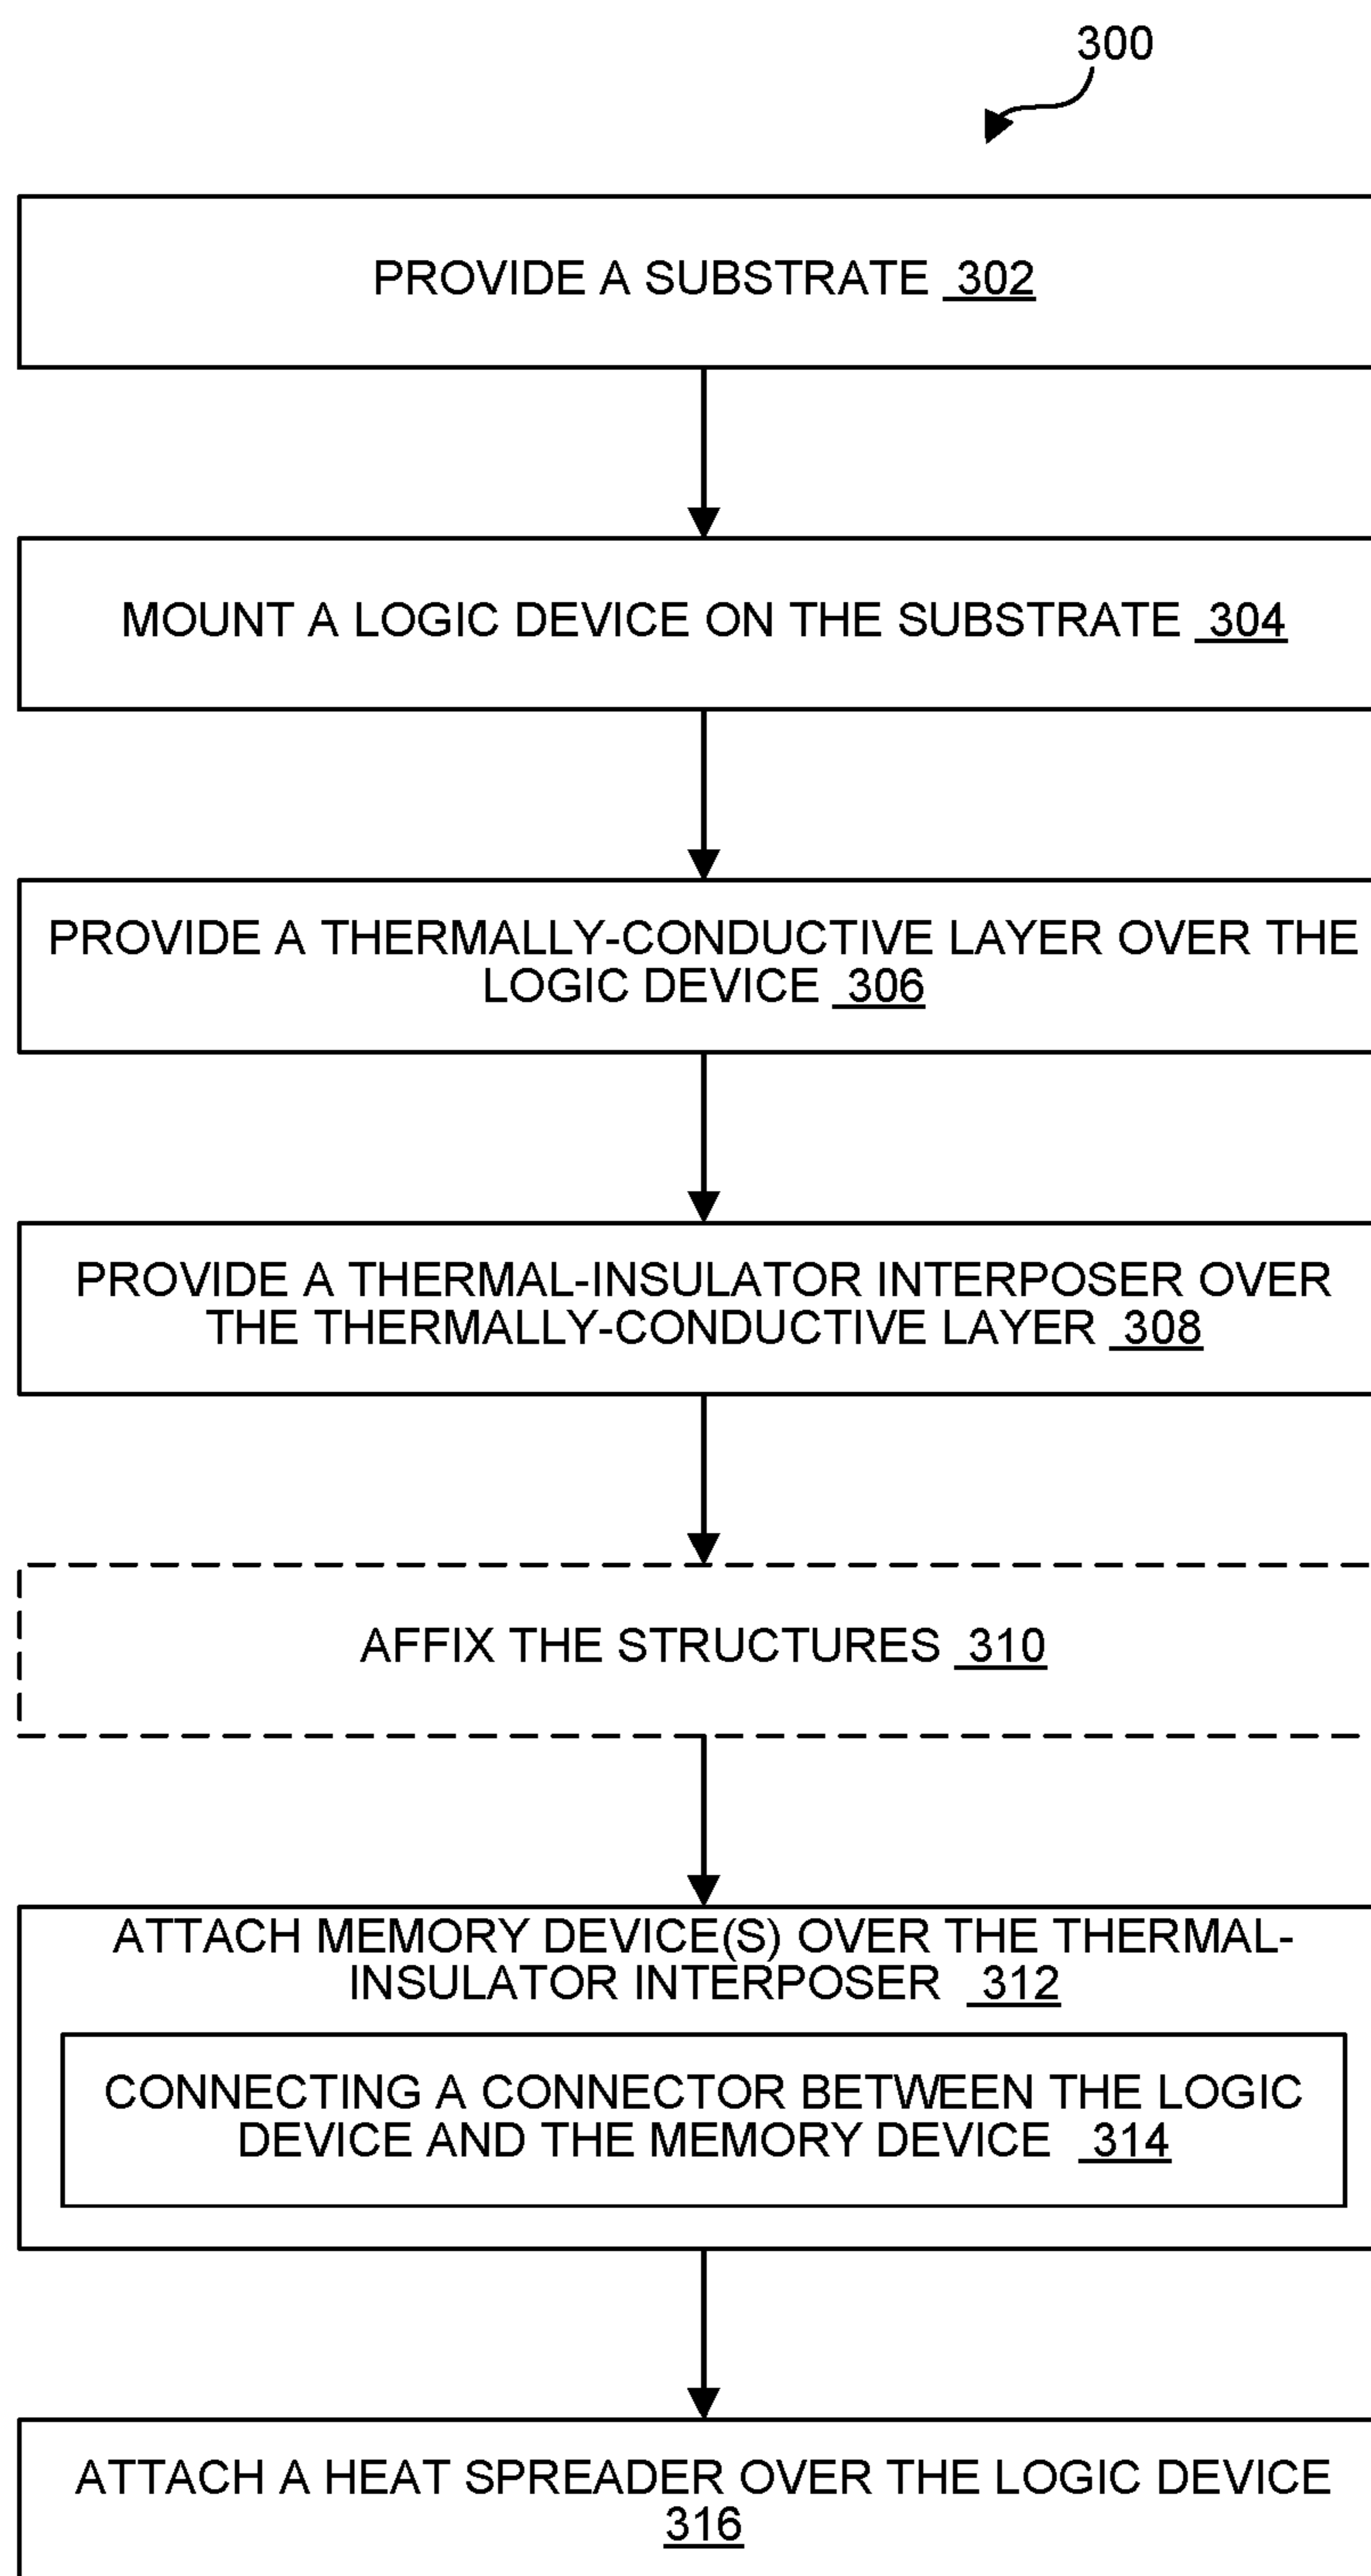 300
PROVIDE A SUBSTRATE 302
MOUNT A LOGIC DEVICE ON THE SUBSTRATE 304
PROVIDE A THERMALLY-CONDUCTIVE LAYER OVER THE
LOGIC DEVICE 306
PROVIDE A THERMAL-INSULATOR INTERPOSER OVER
THE THERMALLY-CONDUCTIVE LAYER 308
AFFIX THE STRUCTURES 310
ATTACH MEMORY DEVICE(S) OVER THE THERMAL-
INSULATOR INTERPOSER 312
CONNECTING A CONNECTOR BETWEEN THE LOGIC
DEVICE AND THE MEMORY DEVICE 314
ATTACH A HEAT SPREADER OVER THE LOGIC DEVICE
316